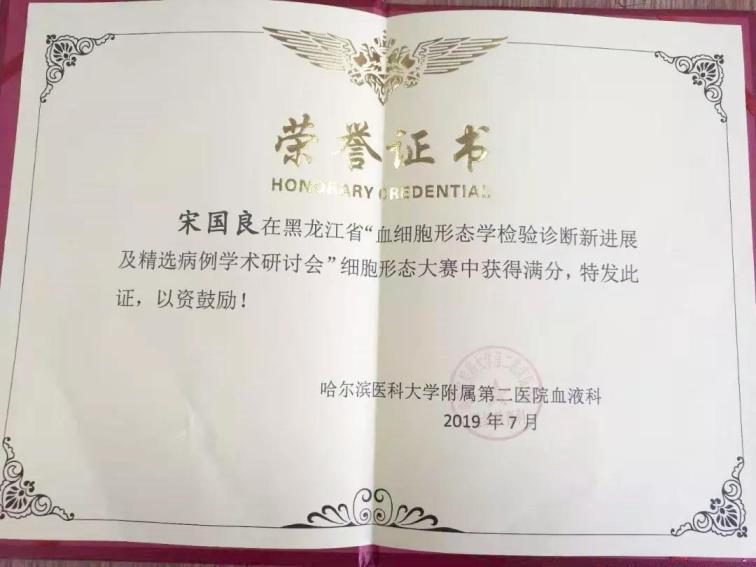 荣誉证书
HONORARY CREDENTIAL
宋国良在黑龙江省“血细胞形态学检验诊断新进展
及精选病例学术研讨会”细胞形态大赛中获得满分，特发此
证，以资鼓励！
哈尔滨医科大学附属第二医院血液科
2019年7月